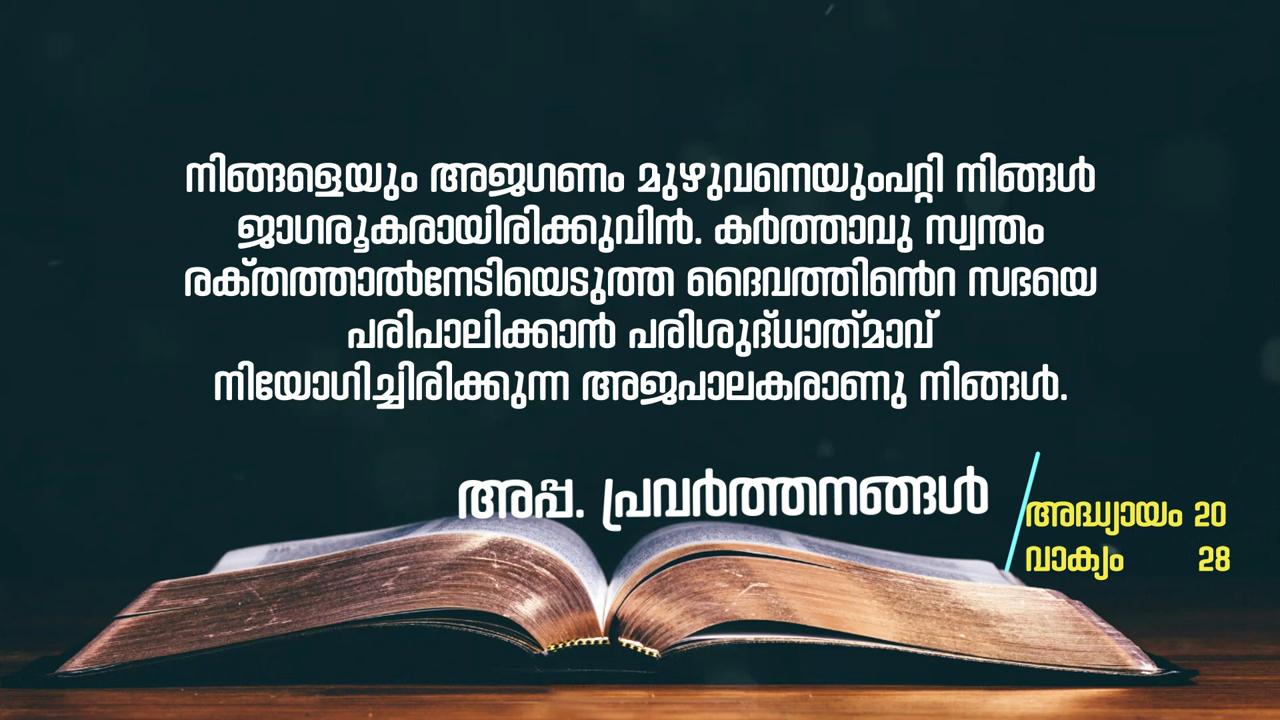 നിങ്ങളെയും അജഗണം മുഴുവനെയുംപറ്റി നിങ്ങൾ
ജാഗരൂകരായിരിക്കുവിൻ. കർത്താവു സ്വന്തം
രക്തത്താൽനേടിയെടുത്ത ദൈവത്തിൻെറ സഭയെ
പരിപാലിക്കാൻ പരിശുദ്ധാത്മാവ്
നിയോഗിച്ചിരിക്കുന്ന അജപാലകരാണു നിങ്ങൾ.
അപ്പ. പ്രവർത്തനങ്ങൾ
അദ്ധ്യായം 20
വാക്യം 28